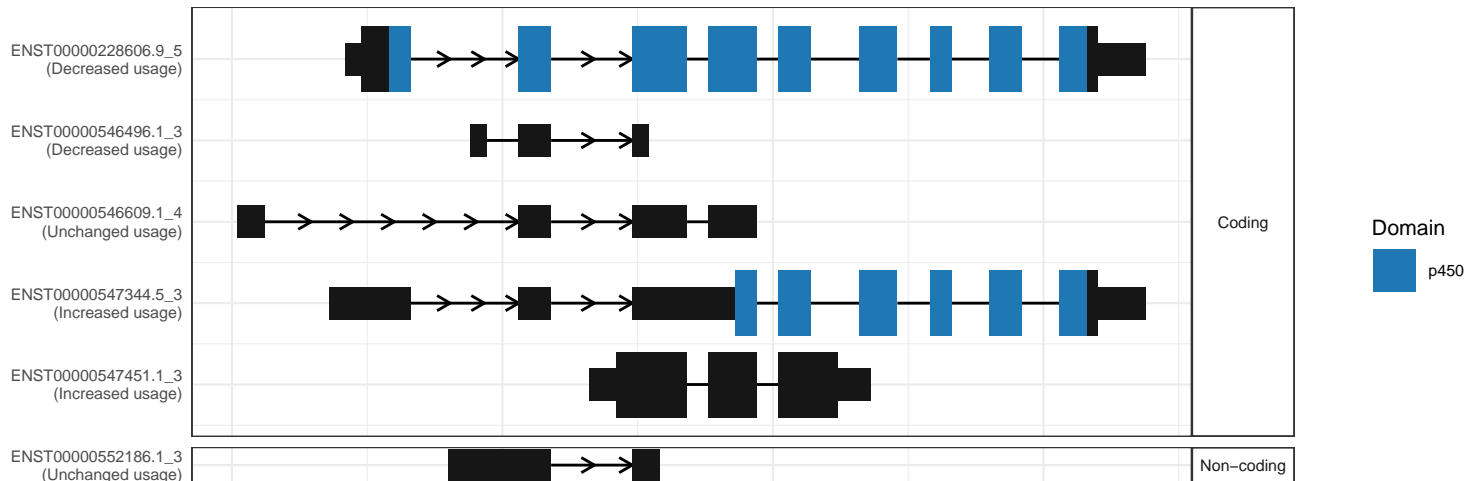 ENST00000228606.9_5
(Decreased usage)
ENST00000546496.1_3
(Decreased usage)
ENST00000546609.1_4
(Unchanged usage)
ENST00000547344.5_3
(Increased usage)
ENST00000547451.1_3
(Increased usage)
ENST00000552186.1_3
(Unchanged usage)
Coding
Non−coding
Domain
p450